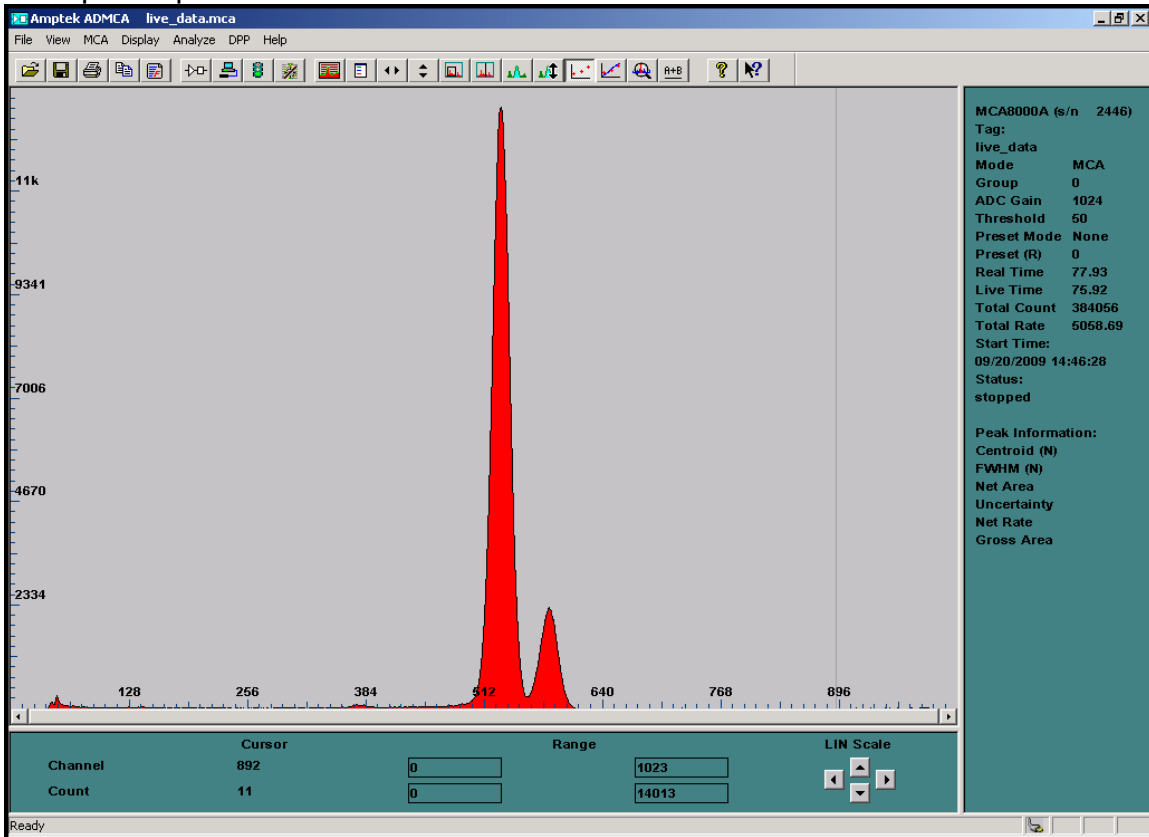 Amptek ADMCA live_data.mca
File View MCA Display Analyze DPP Help
A+B
11k
9341
7006
4670
2334
128 256 384 512 640 768 896
MCA8000A (s/n 2446)
Tag:
live_data
Mode MCA
Group 0
ADC Gain 1024
Threshold 50
Preset Mode None
Preset (R) 0
Real Time 77.93
Live Time 75.92
Total Count 384056
Total Rate 5058.69
Start Time:
09/20/2009 14:46:28
Status:
stopped
Peak Information:
Centroid (N)
FWHM (N)
Net Area
Uncertainty
Net Rate
Gross Area
Cursor Range LIN Scale
Channel 892 0 1023
Count 11 0 14013
Ready